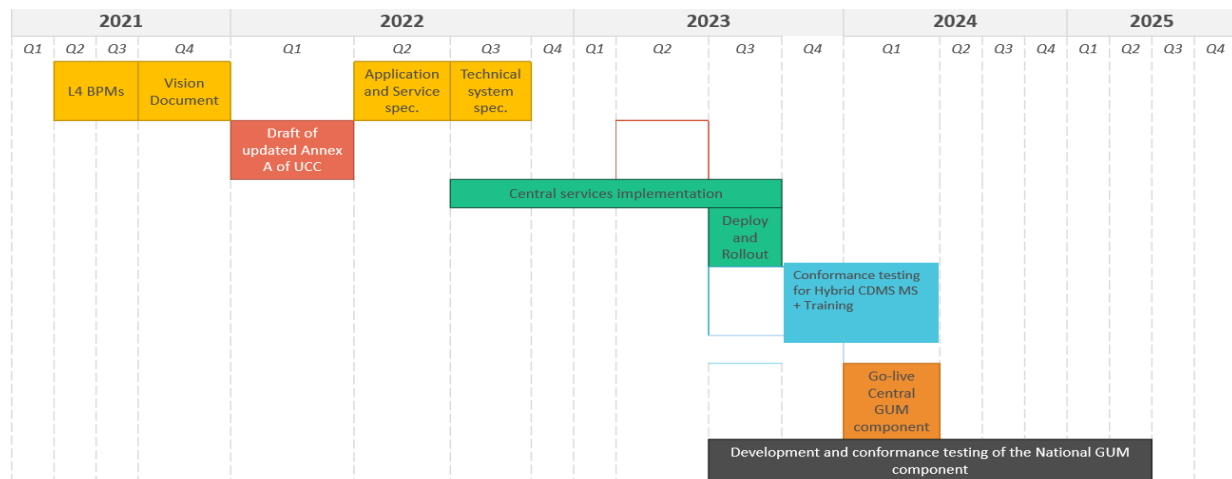 2021 2022 2023 2024 2025
Q1 Q2 Q3 Q4 Q1 Q2 Q3 Q4 Q1 Q2 Q3 Q4 Q1 Q2 Q3 Q4 Q1 Q2 Q3 Q4
L4 BPMs
Vision
Document
Application
and Service
spec.
Technical
system
spec.
Draft of
updated Annex
A of UCC
Central services implementation
Deploy
and
Rollout
Conformance testing
for Hybrid CDMS MS
+ Training
Go-live
Central
GUM
component
Development and conformance testing of the National GUM
component